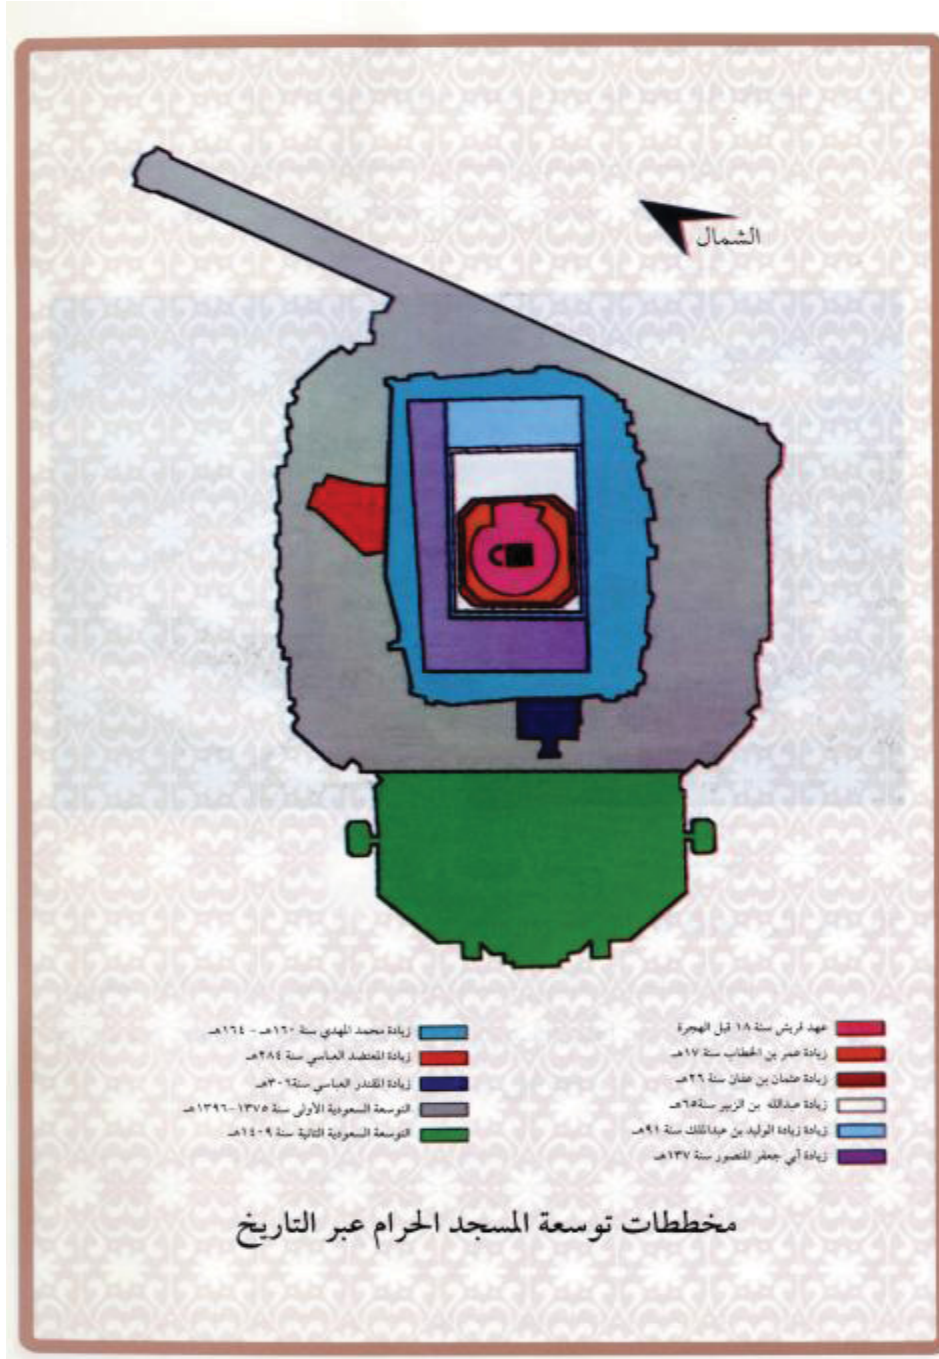 الشمال
عهد قريش سنة ١٨ قبل الهجرة
زيادة عمر بن الخطاب سنة ١٧هـ
زيادة عثمان بن عفان سنة ٢٦هـ
زيادة عبدالله بن الزبير سنة٦٥هـ
زيادة زيادة الوليد بن عبدالملك سنة ٩١هـ
زيادة أبي جعفر المنصور سنة ١٣٧هـ
زيادة محمد المهدي سنة ١٦٠هـ - ١٦٤هـ
زيادة المعتضد العباسي سنة ٢٨٤هـ
زيادة المقتدر العباسي سنة٣٠٦هـ
التوسعة السعودية الأولى سنة ١٣٧٥-١٣٩٦هـ
التوسعة السعودية الثانية سنة ١٤٠٩هـ
مخططات توسعة المسجد الحرام عبر التاريخ